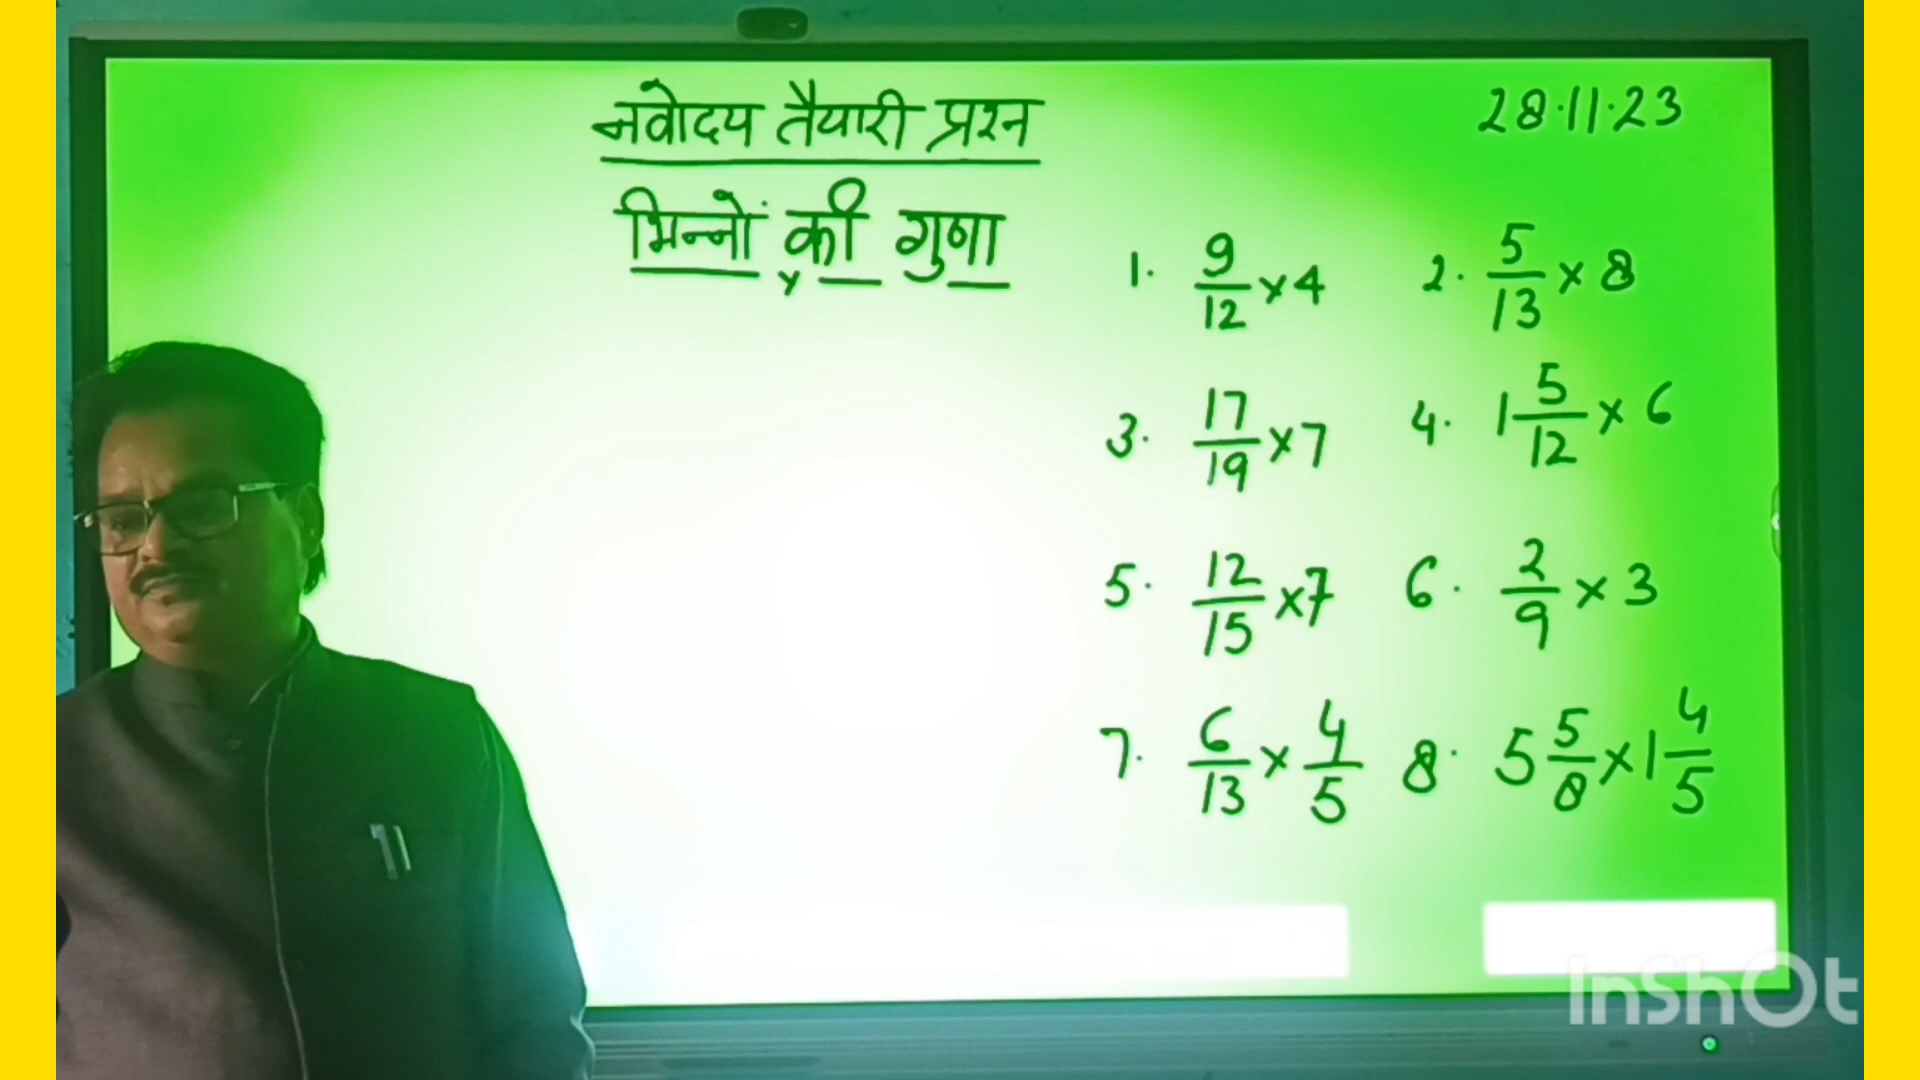 नवोदय तैयारी प्रश्न
28.11.23
भिन्नों की गुणा
×
1. 9/12 × 4
2. 5/13 × 8
3. 17/19 × 7
4. 1 5/12 × 6
5. 12/15 × 7
6. 2/9 × 3
7. 6/13 × 4/5
8. 5 5/8 × 1 4/5
InShOt